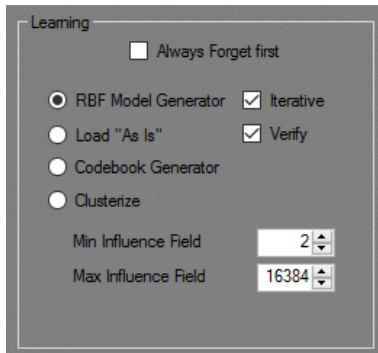 Learning
Always Forget first
RBF Model Generator Iterative
Load "As Is" Verify
Codebook Generator
Clusterize
Min Influence Field 2
Max Influence Field 16384